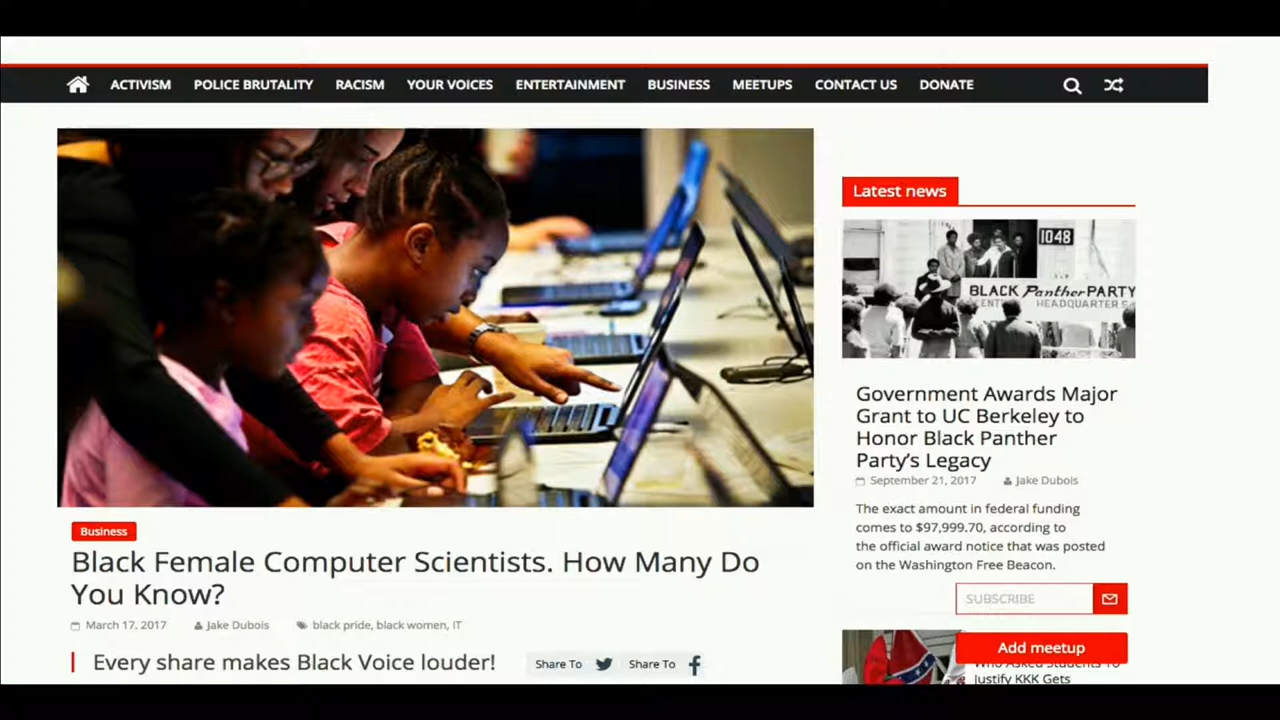 ACTIVISM POLICE BRUTALITY RACISM YOUR VOICES ENTERTAINMENT BUSINESS MEETUPS CONTACT US DONATE
Business
Black Female Computer Scientists. How Many Do
You Know?
March 17, 2017 Jake Dubois black pride, black women, IT
Every share makes Black Voice louder! Share To Share To
Latest news
1048
BLACK Panther PARTY
HEADQUARTERS
Government Awards Major
Grant to UC Berkeley to
Honor Black Panther
Party's Legacy
September 21, 2017 Jake Dubois
The exact amount in federal funding
comes to $97,999.70, according to
the official award notice that was posted
on the Washington Free Beacon.
SUBSCRIBE
Add meetup
Who Asked Students To
Justify KKK Gets